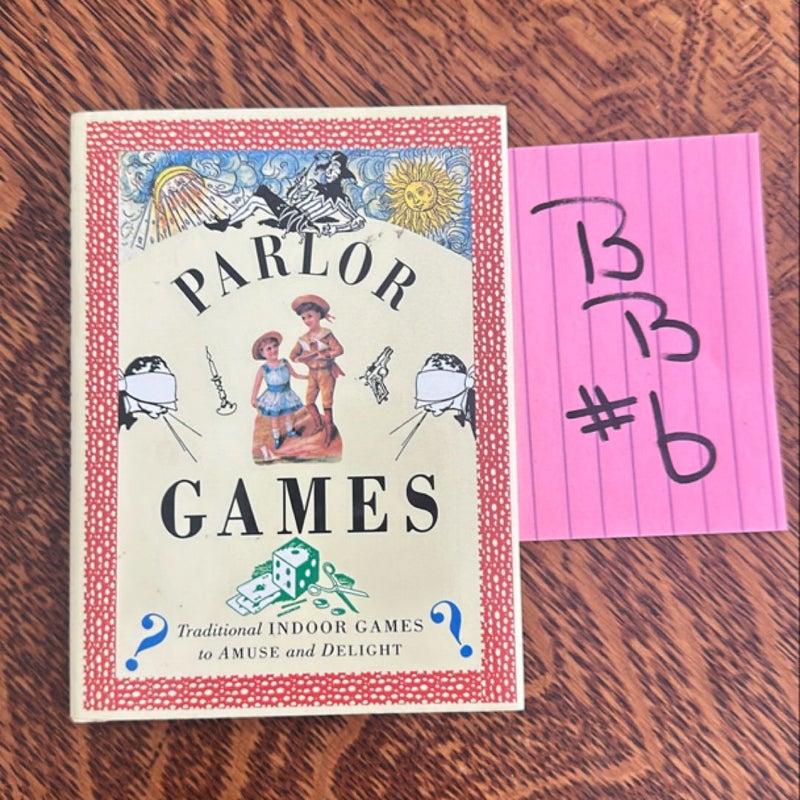 PARLOR
GAMES
Traditional INDOOR GAMES
to AMUSE and DELIGHT
B
B
#6